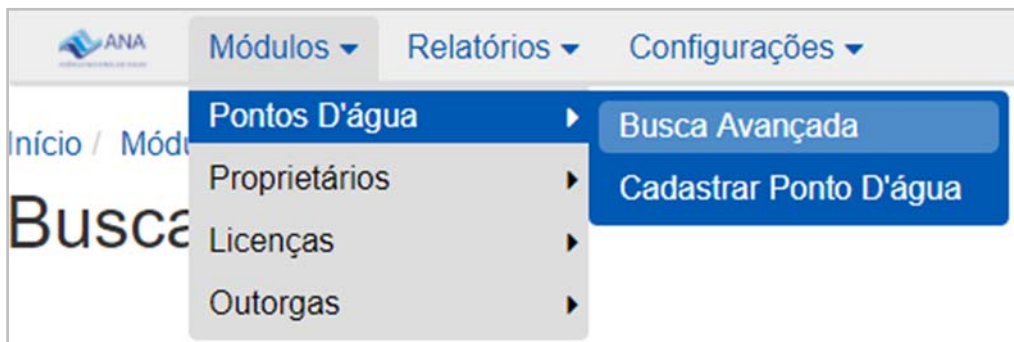 ANA
Módulos Relatórios Configurações
Início / Módu
Pontos D'água
Busca Avançada
Proprietários
Cadastrar Ponto D'água
Busca
Licenças
Outorgas